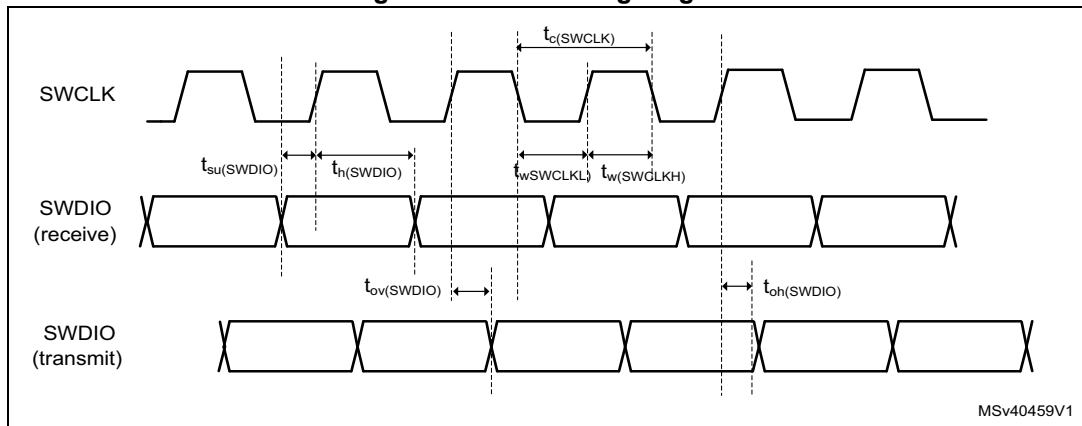 tc(SWCLK)
SWCLK
tsu(SWDIO) th(SWDIO) twSWCLKL) tw(SWCLKH)
SWDIO
(receive)
tov(SWDIO) toh(SWDIO)
SWDIO
(transmit)
MSv40459V1